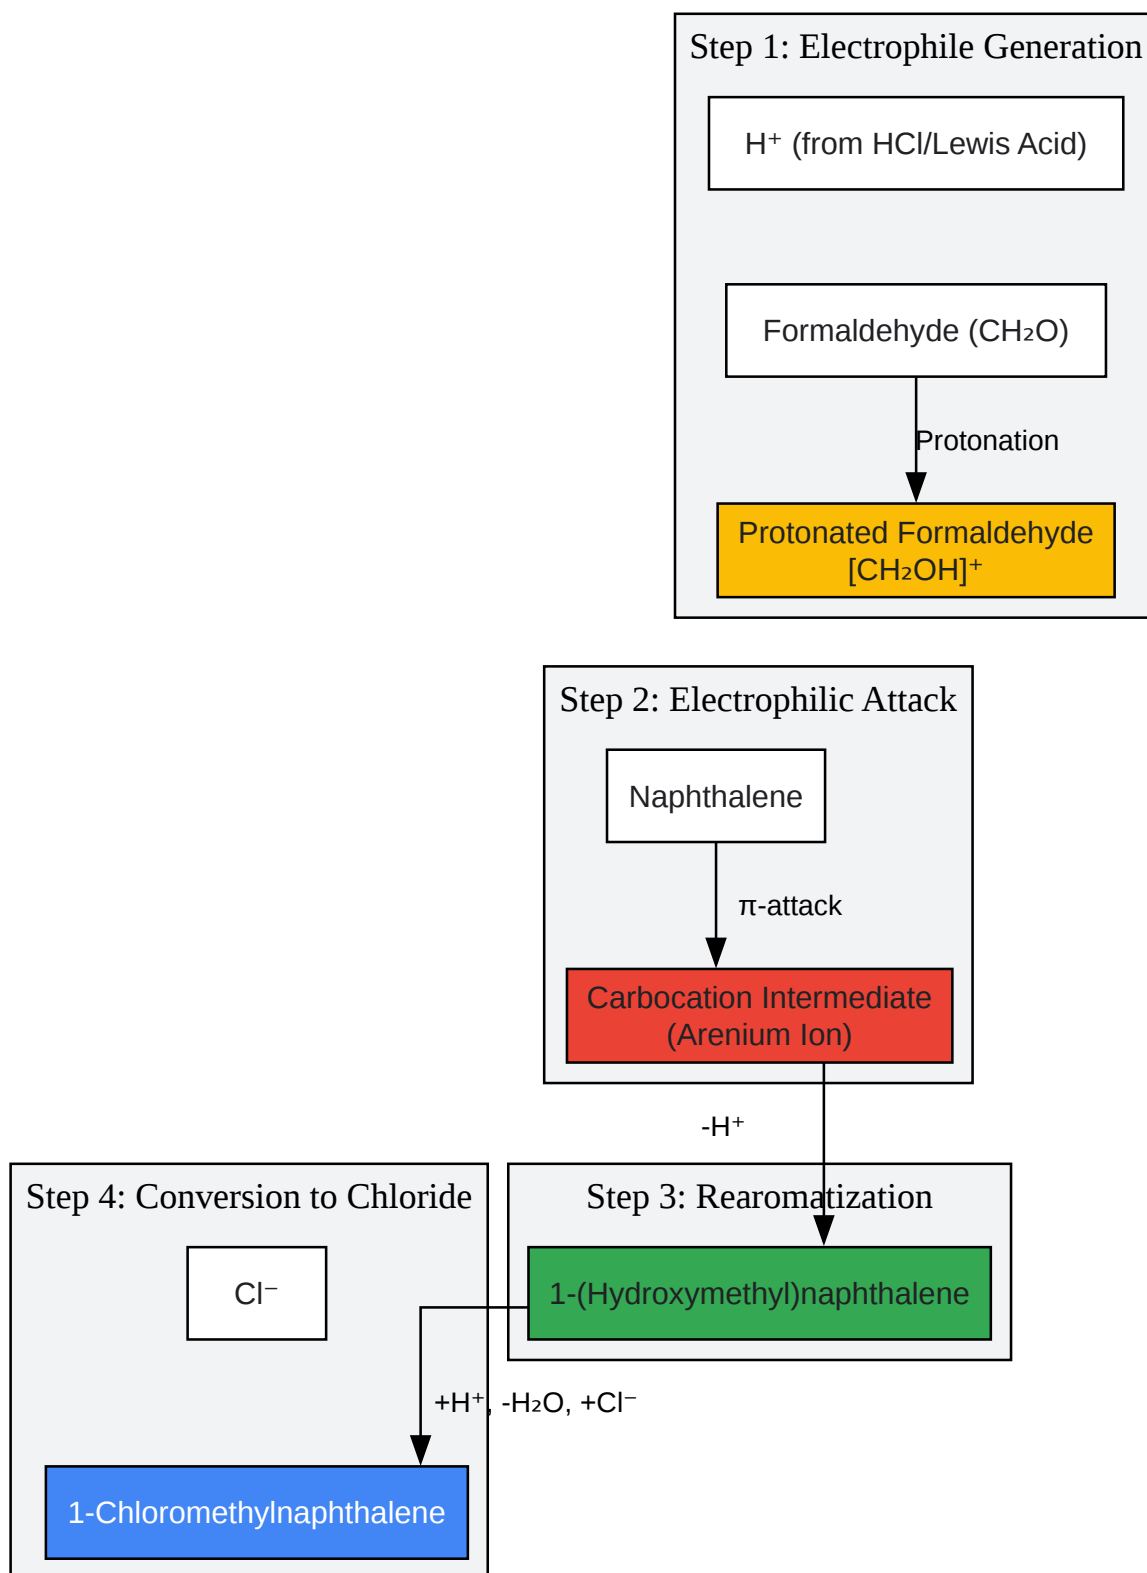 Step 1: Electrophile Generation
H⁺ (from HCl/Lewis Acid)
Formaldehyde (CH₂O)
Protonation
Protonated Formaldehyde
[CH₂OH]⁺
Step 2: Electrophilic Attack
Naphthalene
π-attack
Carbocation Intermediate
(Arenium Ion)
-H⁺
Step 3: Rearomatization
1-(Hydroxymethyl)naphthalene
Step 4: Conversion to Chloride
Cl⁻
+H⁺, -H₂O, +Cl⁻
1-Chloromethylnaphthalene